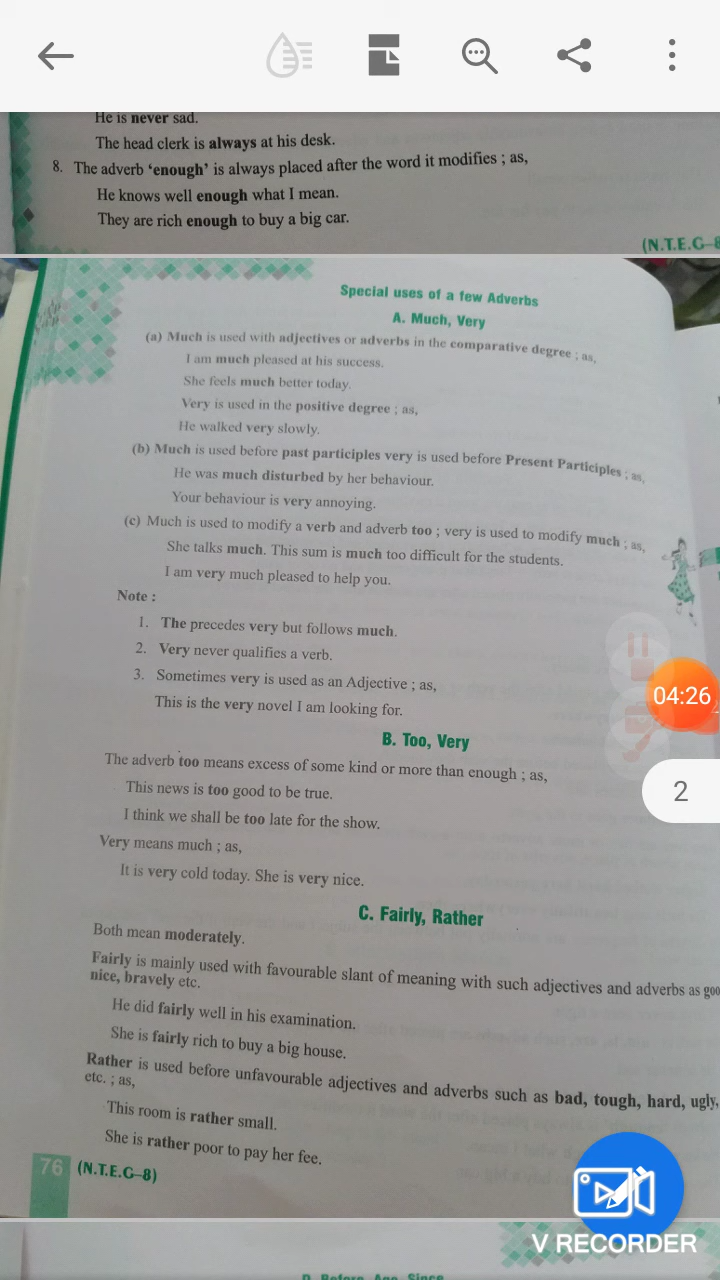 He is never sad.
The head clerk is always at his desk.
8. The adverb ‘enough’ is always placed after the word it modifies ; as,
He knows well enough what I mean.
They are rich enough to buy a big car.
(N.T.E.G–8
Special uses of a few Adverbs
A. Much, Very
(a) Much is used with adjectives or adverbs in the comparative degree ; as,
I am much pleased at his success.
She feels much better today.
Very is used in the positive degree ; as,
He walked very slowly.
(b) Much is used before past participles very is used before Present Participles ; as,
He was much disturbed by her behaviour.
Your behaviour is very annoying.
(c) Much is used to modify a verb and adverb too ; very is used to modify much ; as,
She talks much. This sum is much too difficult for the students.
I am very much pleased to help you.
Note :
1. The precedes very but follows much.
2. Very never qualifies a verb.
3. Sometimes very is used as an Adjective ; as,
04:26
This is the very novel I am looking for.
B. Too, Very
The adverb too means excess of some kind or more than enough ; as,
This news is too good to be true.
2
I think we shall be too late for the show.
Very means much ; as,
It is very cold today. She is very nice.
C. Fairly, Rather
Both mean moderately.
Fairly is mainly used with favourable slant of meaning with such adjectives and adverbs as goo
nice, bravely etc.
He did fairly well in his examination.
She is fairly rich to buy a big house.
Rather is used before unfavourable adjectives and adverbs such as bad, tough, hard, ugly,
etc. ; as,
This room is rather small.
She is rather poor to pay her fee.
76 (N.T.E.G–8)
V RECORDER
D. Before, Ago, Since